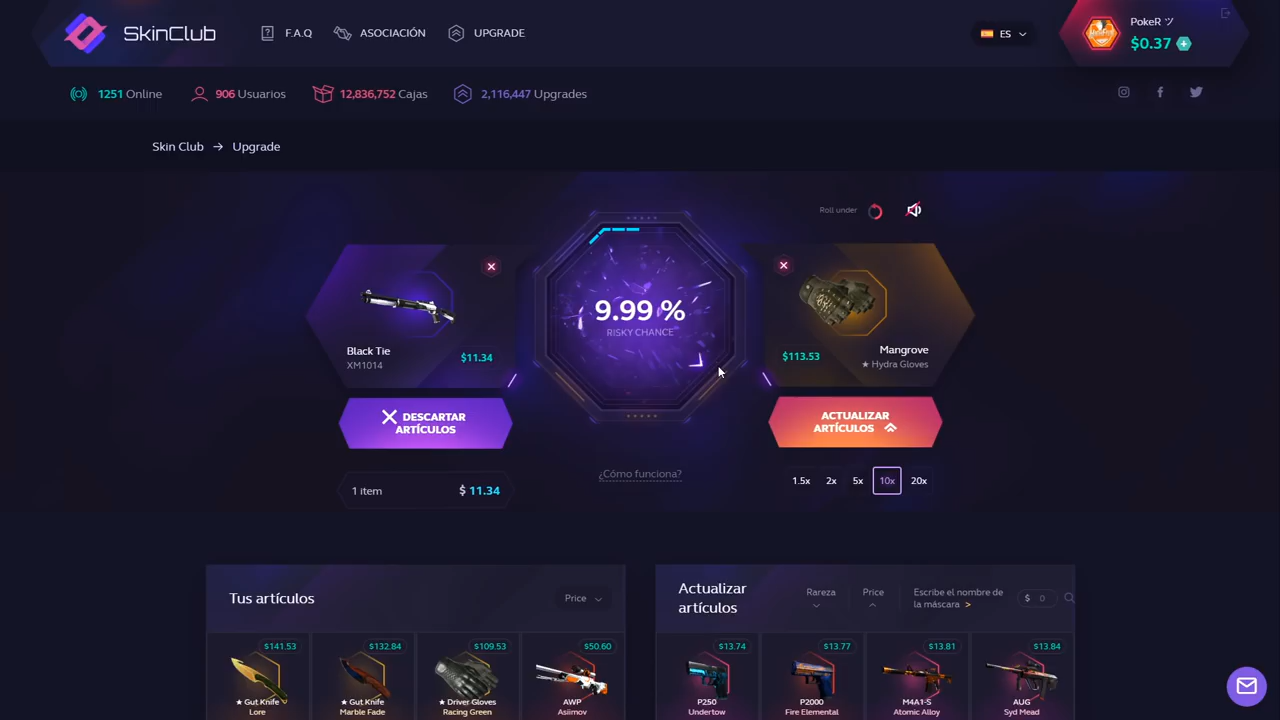 SkinClub
F.A.Q
ASOCIACIÓN
UPGRADE
ES
PokeR ツ
$0.37
1251 Online
906 Usuarios
12,836,752 Cajas
2,116,447 Upgrades
Skin Club → Upgrade
Roll under
9.99 %
RISKY CHANCE
Black Tie
XM1014
$11.34
$113.53
Mangrove
★ Hydra Gloves
DESCARTAR
ARTÍCULOS
ACTUALIZAR
ARTÍCULOS
1 item
$ 11.34
¿Cómo funciona?
1.5x
2x
5x
10x
20x
Tus artículos
Price
Actualizar
artículos
Rareza
Price
Escribe el nombre de
la máscara >
$ 0
$141.53
★ Gut Knife
Lore
$132.84
★ Gut Knife
Marble Fade
$109.53
★ Driver Gloves
Racing Green
$50.60
AWP
Asiimov
$13.74
P250
Undertow
$13.77
P2000
Fire Elemental
$13.81
M4A1-S
Atomic Alloy
$13.84
AUG
Syd Mead